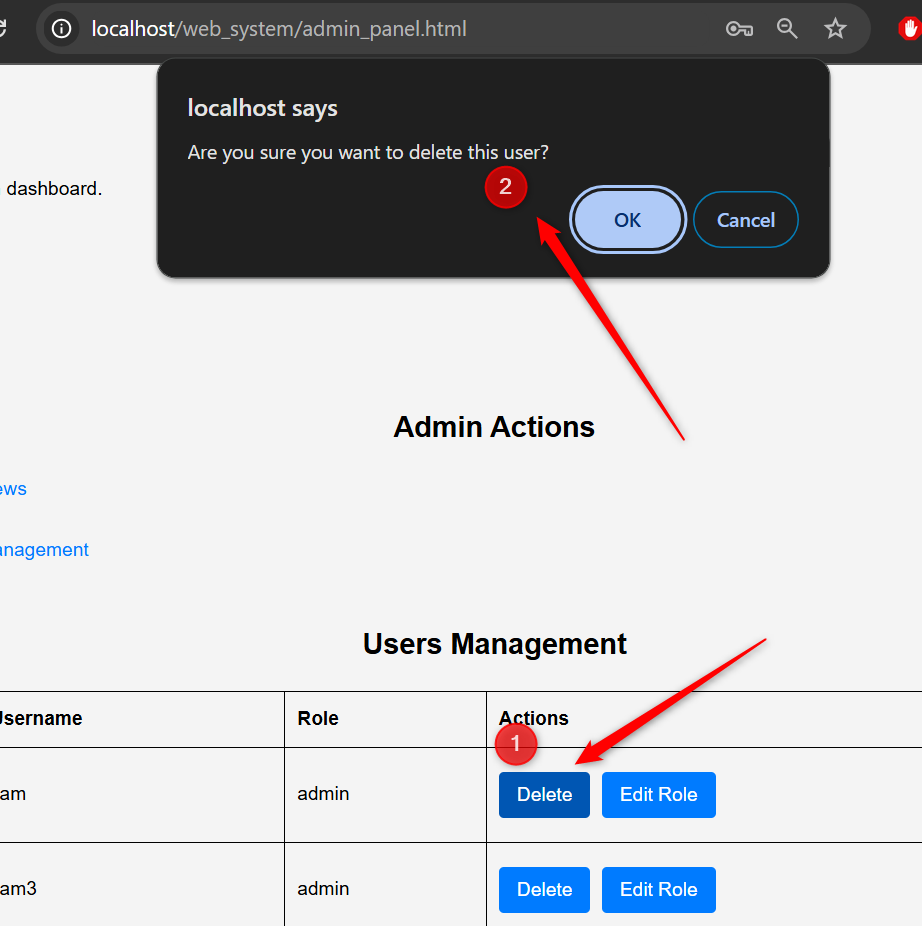 localhost/web_system/admin_panel.html
localhost says
Are you sure you want to delete this user?
dashboard.
2
OK Cancel
Admin Actions
ews
anagement
Users Management
Username Role Actions
1
am admin Delete Edit Role
am3 admin Delete Edit Role